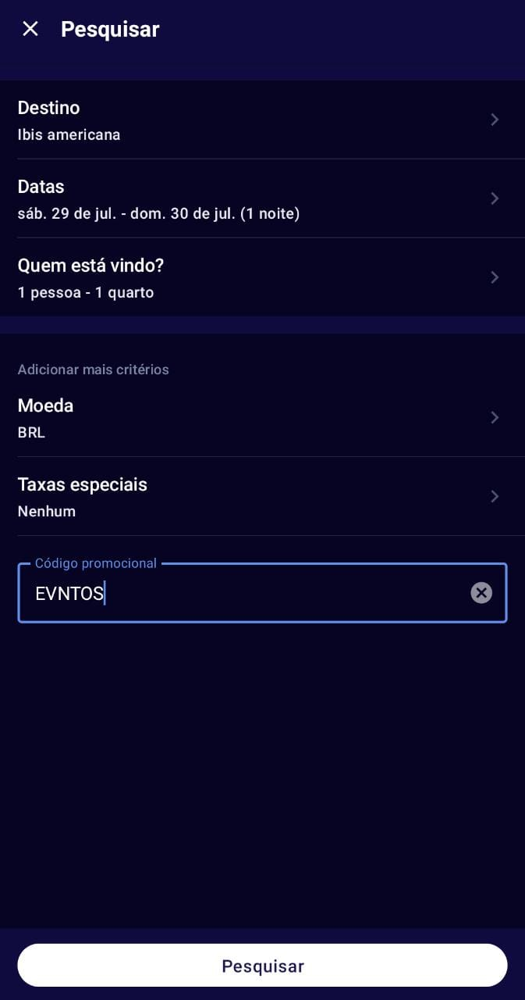 Pesquisar
Destino
Ibis americana
Datas
sáb. 29 de jul. - dom. 30 de jul. (1 noite)
Quem está vindo?
1 pessoa - 1 quarto
Adicionar mais critérios
Moeda
BRL
Taxas especiais
Nenhum
Código promocional
EVNTOS
Pesquisar